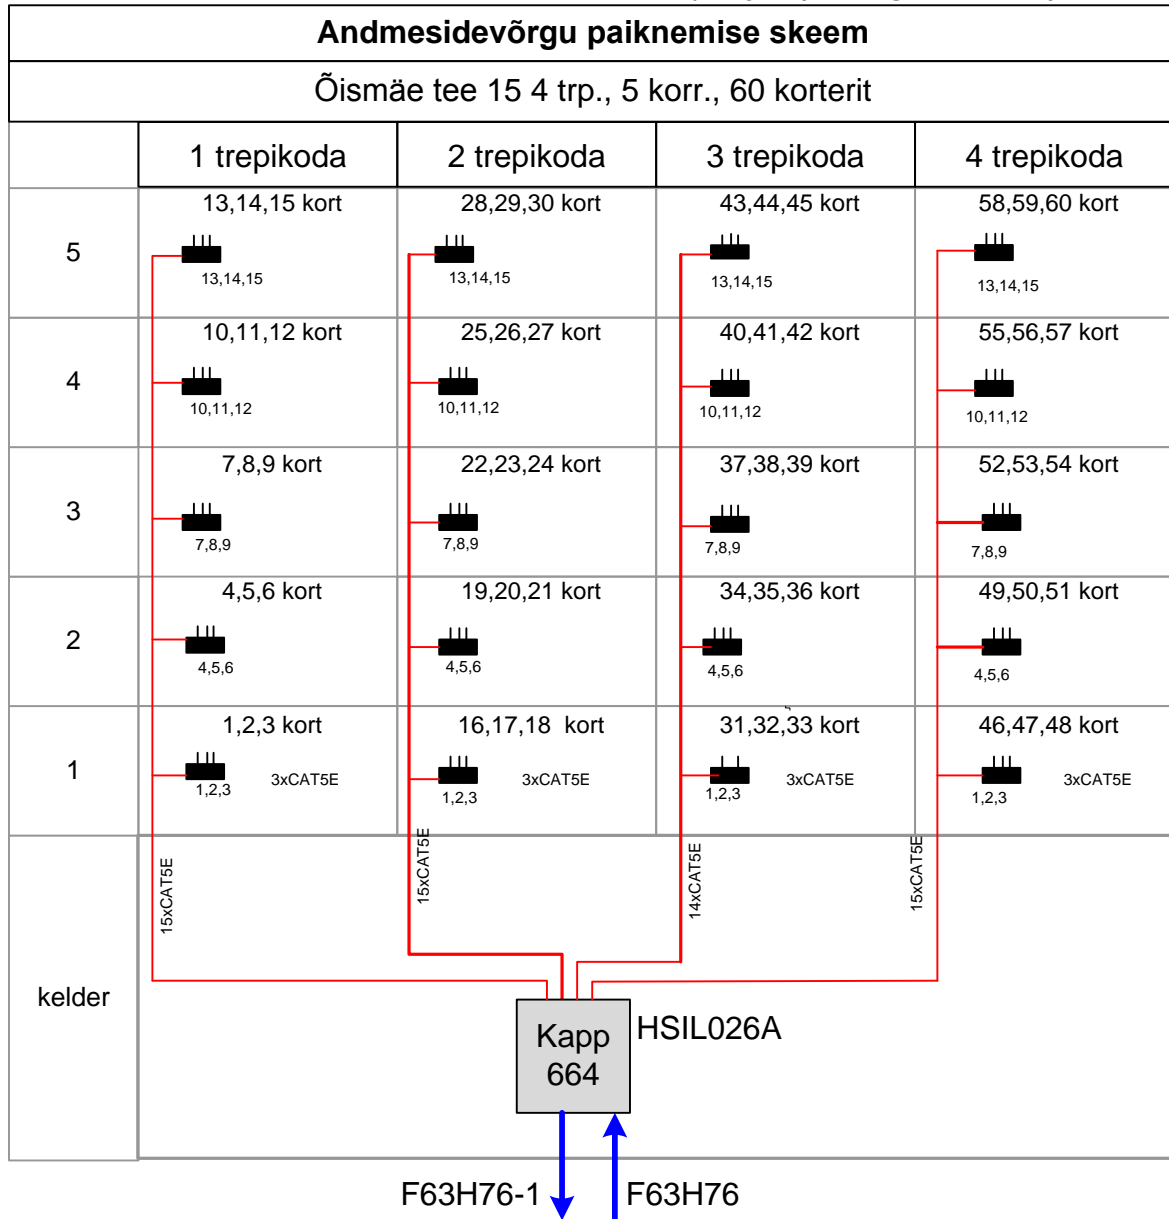 Andmesidevõrgu paiknemise skeem
Õismäe tee 15 4 trp., 5 korr., 60 korterit
1 trepikoda 2 trepikoda 3 trepikoda 4 trepikoda
13,14,15 kort 28,29,30 kort 43,44,45 kort 58,59,60 kort
5
13,14,15 13,14,15 13,14,15 13,14,15
10,11,12 kort 25,26,27 kort 40,41,42 kort 55,56,57 kort
4
10,11,12 10,11,12 10,11,12 10,11,12
7,8,9 kort 22,23,24 kort 37,38,39 kort 52,53,54 kort
3
7,8,9 7,8,9 7,8,9 7,8,9
4,5,6 kort 19,20,21 kort 34,35,36 kort 49,50,51 kort
2
4,5,6 4,5,6 4,5,6 4,5,6
1,2,3 kort 16,17,18 kort 31,32,33 kort 46,47,48 kort
1
3xCAT5E 3xCAT5E 3xCAT5E 3xCAT5E
1,2,3 1,2,3 1,2,3 1,2,3
15xCAT5E 15xCAT5E 14xCAT5E 15xCAT5E
kelder
Kapp
664
HSIL026A
F63H76-1 F63H76